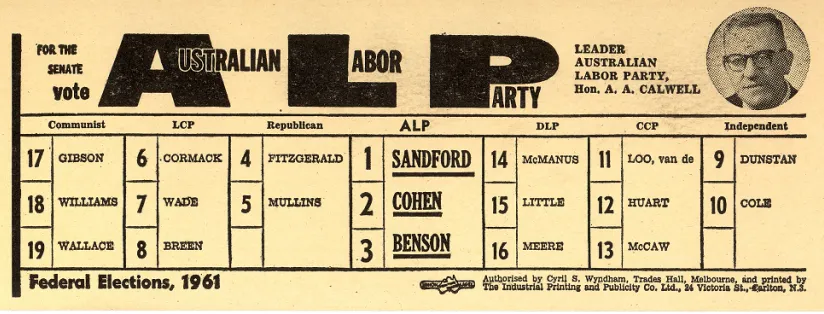 FOR THE
SENATE
vote
AUSTRALIAN LABOR PARTY
LEADER
AUSTRALIAN
LABOR PARTY,
Hon. A. A. CALWELL
Communist LCP Republican ALP DLP CCP Independent
17 GIBSON 6 CORMACK 4 FITZGERALD 1 SANDFORD 14 McMANUS 11 LOO, van de 9 DUNSTAN
18 WILLIAMS 7 WADE 5 MULLINS 2 COHEN 15 LITTLE 12 HUART 10 COLE
19 WALLACE 8 BREEN 3 BENSON 16 MEERE 13 McCAW
Federal Elections, 1961
Authorised by Cyril S. Wyndham, Trades Hall, Melbourne, and printed by
The Industrial Printing and Publicity Co. Ltd., 24 Victoria St., Carlton, N.3.